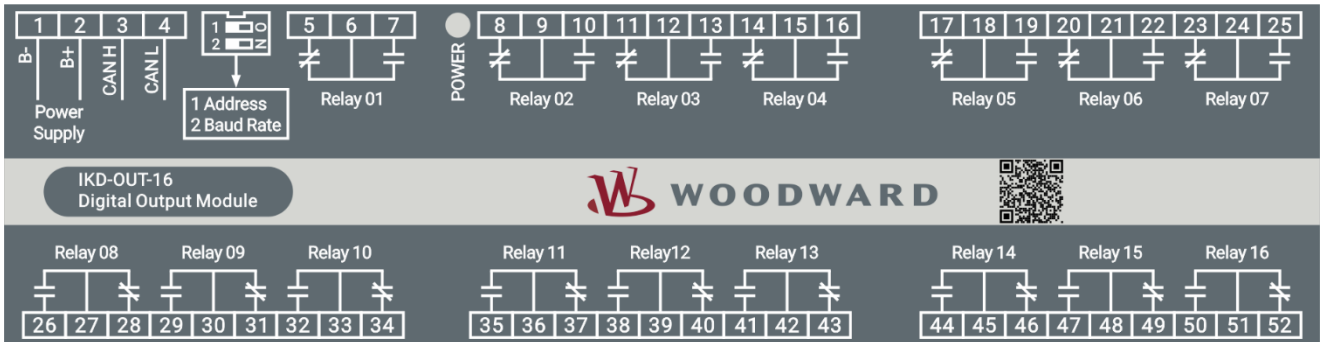 1 2 3 4
B-
B+
CAN H
CAN L
Power
Supply
1 O
2 N
1 Address
2 Baud Rate
5 6 7
Relay 01
POWER
8 9 10 11 12 13 14 15 16
Relay 02 Relay 03 Relay 04
17 18 19 20 21 22 23 24 25
Relay 05 Relay 06 Relay 07
IKD-OUT-16
Digital Output Module
WOODWARD
Relay 08 Relay 09 Relay 10
26 27 28 29 30 31 32 33 34
Relay 11 Relay12 Relay 13
35 36 37 38 39 40 41 42 43
Relay 14 Relay 15 Relay 16
44 45 46 47 48 49 50 51 52